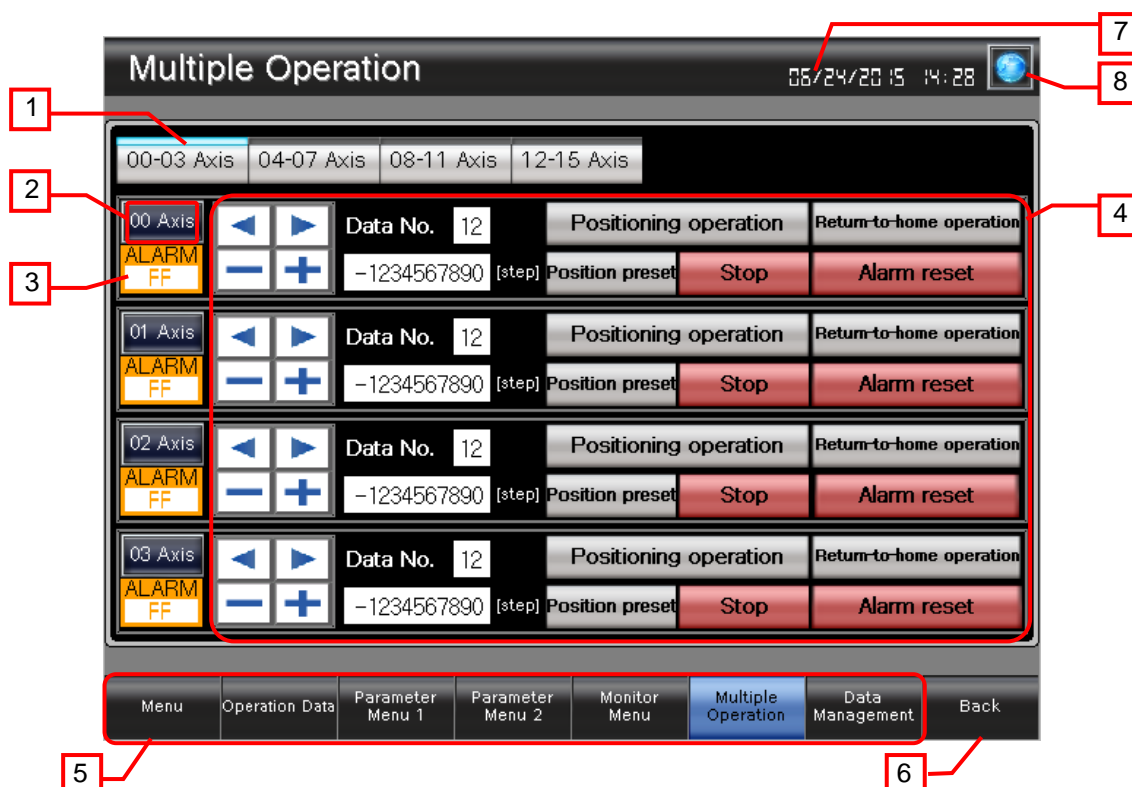 7
Multiple Operation
06/24/2015 14:28
8
1
00-03 Axis 04-07 Axis 08-11 Axis 12-15 Axis
2
00 Axis Data No. 12 Positioning operation Return-to-home operation
4
ALARM
3
FF -1234567890 [step] Position preset Stop Alarm reset
01 Axis Data No. 12 Positioning operation Return-to-home operation
ALARM
FF -1234567890 [step] Position preset Stop Alarm reset
02 Axis Data No. 12 Positioning operation Return-to-home operation
ALARM
FF -1234567890 [step] Position preset Stop Alarm reset
03 Axis Data No. 12 Positioning operation Return-to-home operation
ALARM
FF -1234567890 [step] Position preset Stop Alarm reset
Menu
Operation Data
Parameter
Menu 1
Parameter
Menu 2
Monitor
Menu
Multiple
Operation
Data
Management
Back
5
6